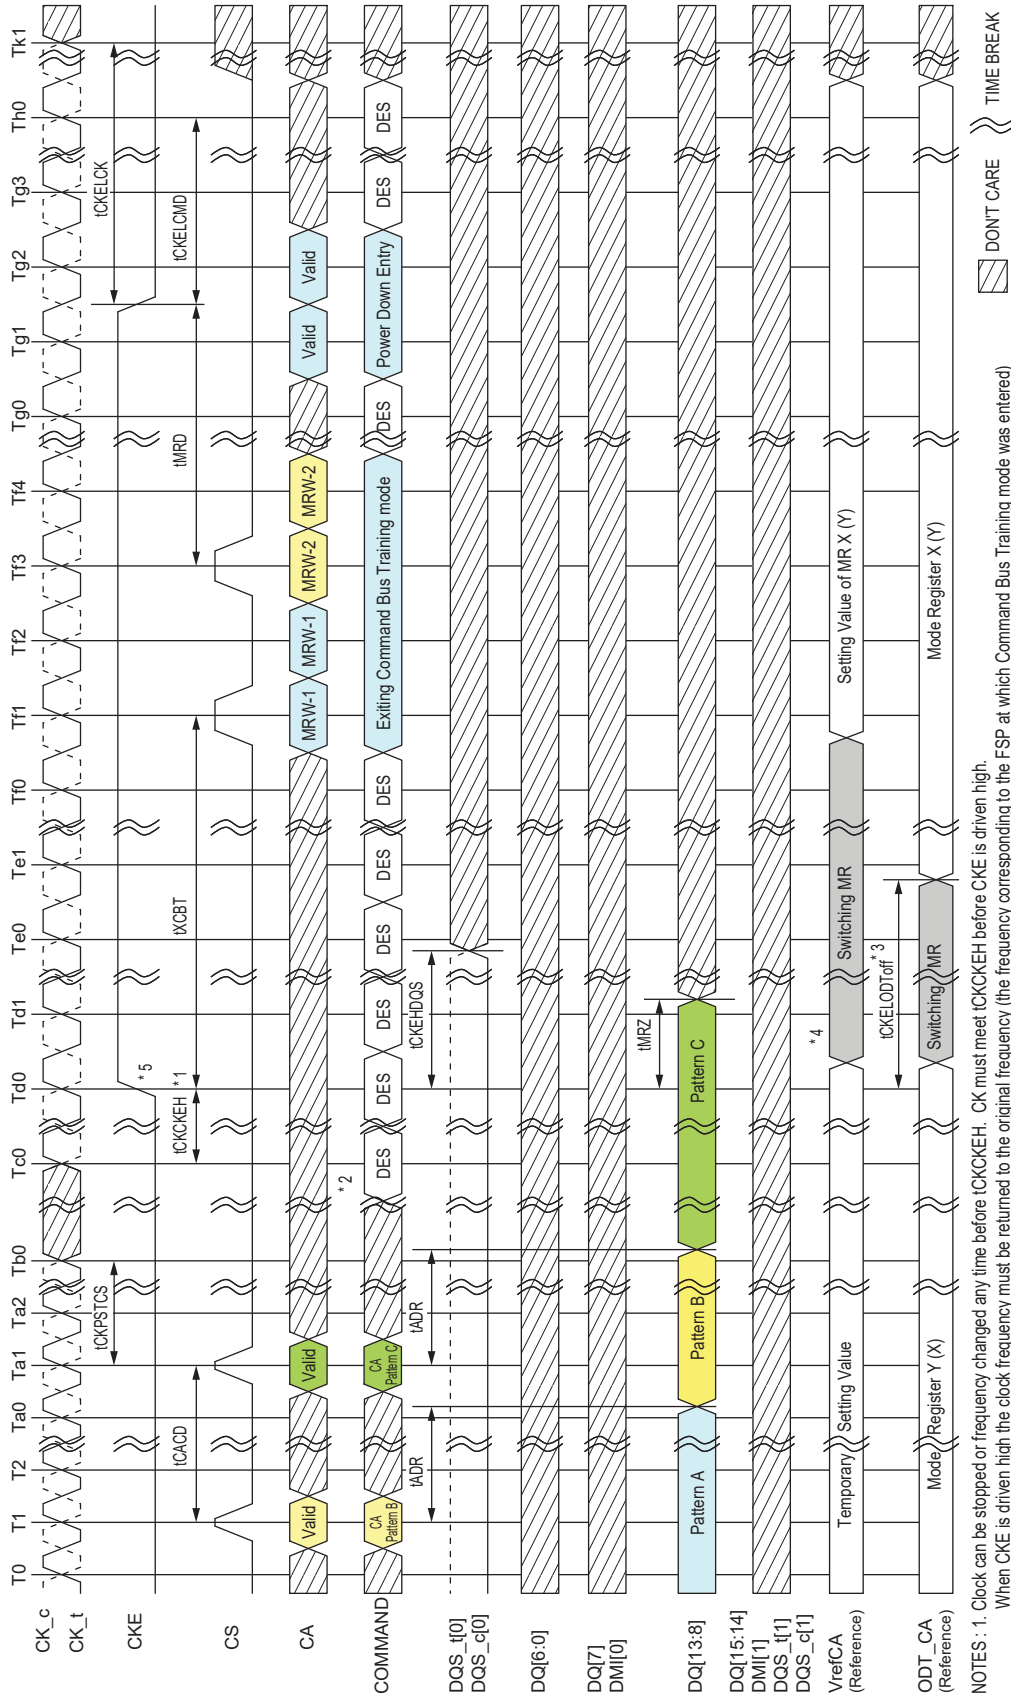 T0 T1 T2 Ta0 Ta1 Ta2 Tb0 Tc0 Td0 Td1 Te0 Te1 Tf0 Tf1 Tf2 Tf3 Tf4 Tg0 Tg1 Tg2 Tg3 Th0 Tk1
CK_c
CK_t
tCKPSTCS
tCKELCK
CKE
* 5
tCACD
tCKCKEH
* 1
tXCBT
tMRD
tCKELCMD
CS
CA
Valid Valid MRW-1 MRW-1 MRW-2 MRW-2 Valid Valid
* 2
COMMAND
CA
Pattern B
CA
Pattern C
DES DES DES DES DES DES Exiting Command Bus Training mode DES Power Down Entry DES DES
tADR tADR tCKEHDQS
DQS_t[0]
DQS_c[0]
DQ[6:0]
DQ[7]
DMI[0]
tMRZ
DQ[13:8]
Pattern A Pattern B Pattern C
DQ[15:14]
DMI[1]
DQS_t[1]
DQS_c[1]
* 4
VrefCA
(Reference)
Temporary Setting Value Switching MR Setting Value of MR X (Y)
tCKELODToff * 3
ODT_CA
(Reference)
Mode Register Y (X) Switching MR Mode Register X (Y)
DON'T CARE TIME BREAK
NOTES : 1. Clock can be stopped or frequency changed any time before tCKCKEH. CK must meet tCKCKEH before CKE is driven high.
When CKE is driven high the clock frequency must be returned to the original frequency (the frequency corresponding to the FSP at which Command Bus Training mode was entered)